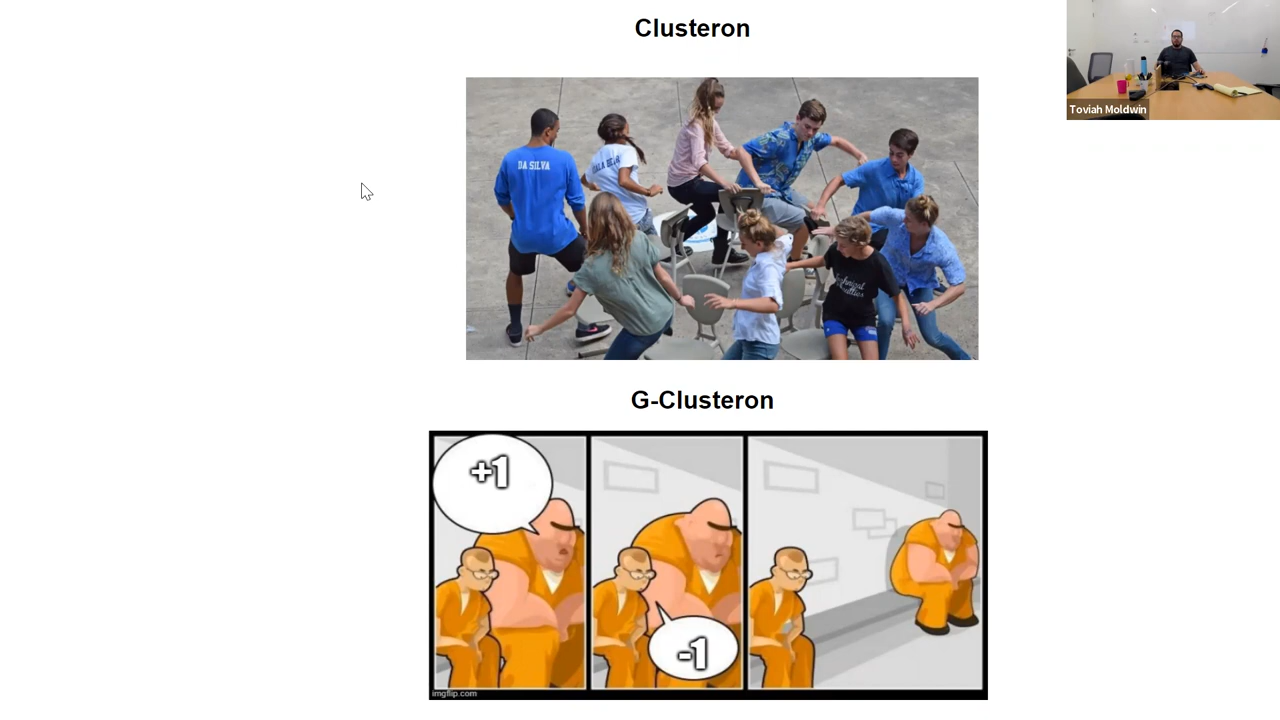 Clusteron
Toviah Moldwin
DA SILVA
G-Clusteron
+1
-1
imgflip.com